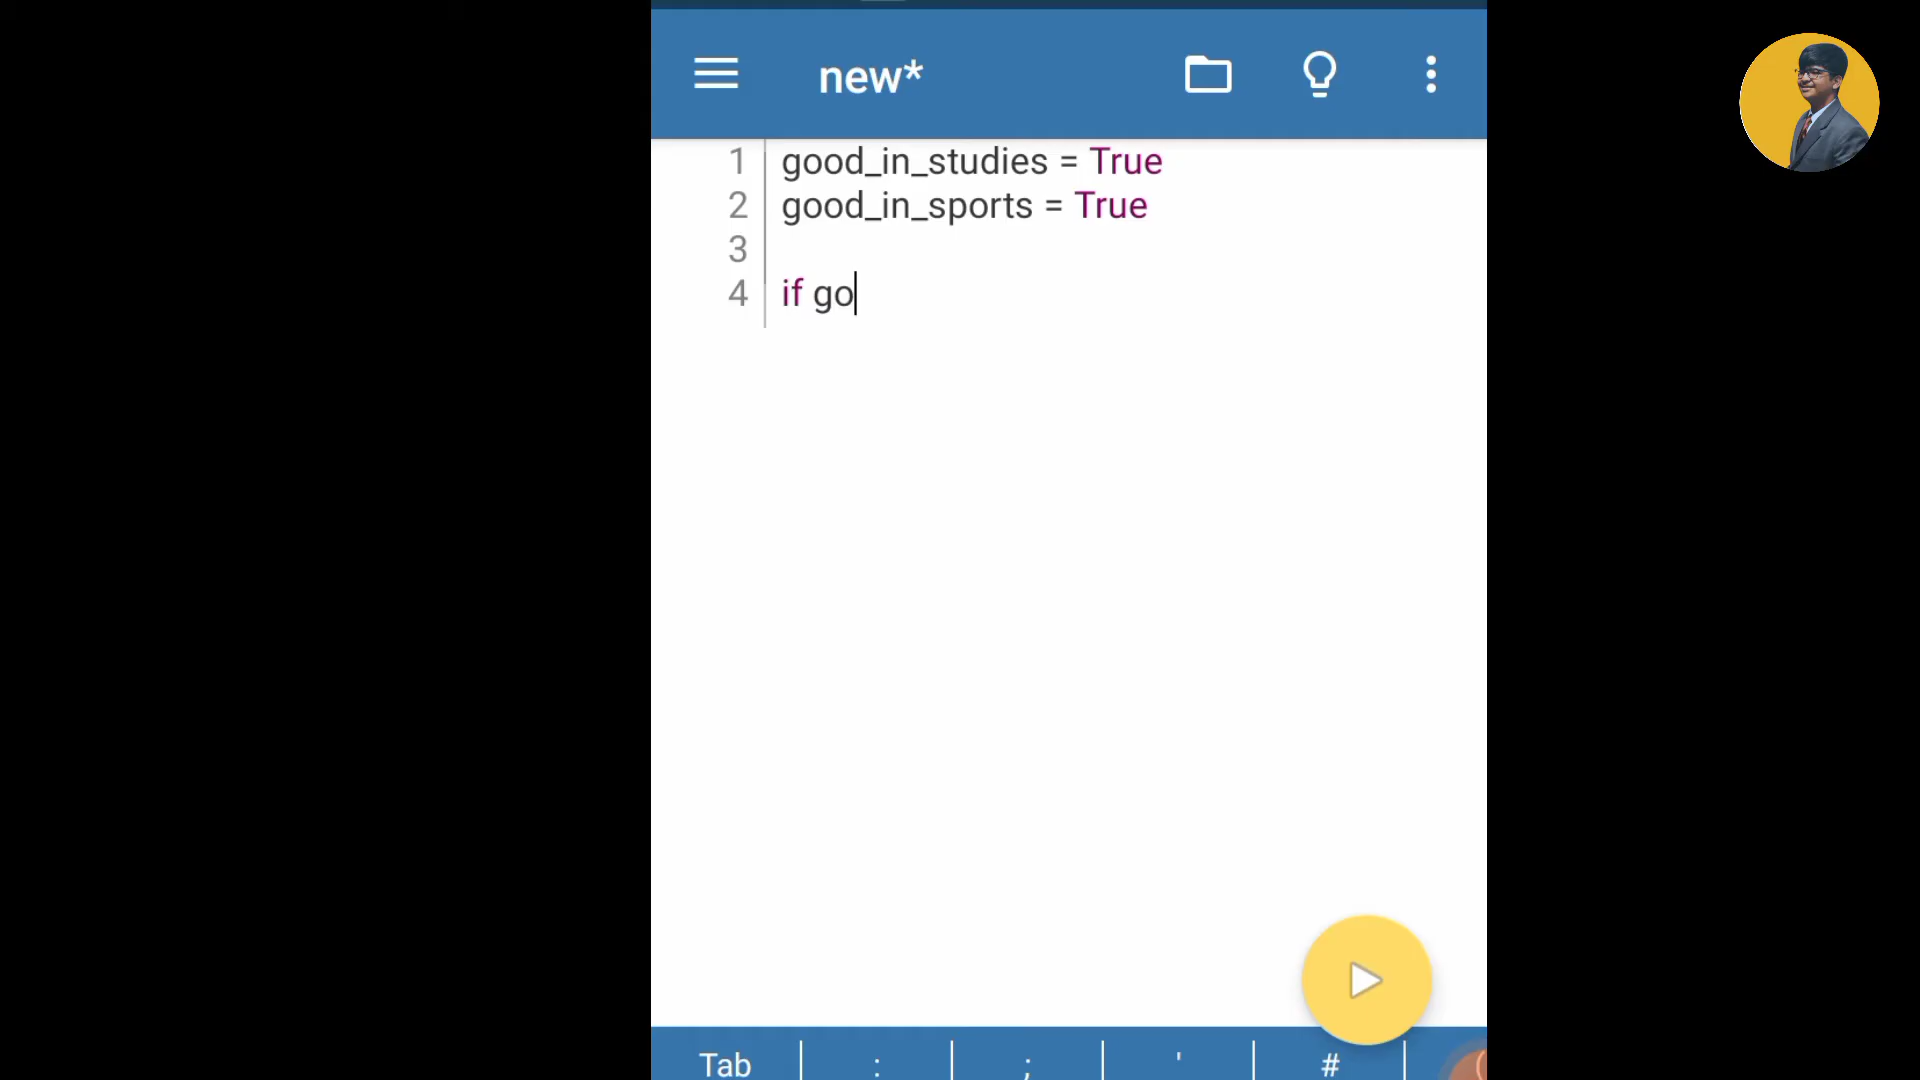 new*
1 good_in_studies = True
2 good_in_sports = True
3
4 if go
Tab : ; ' # (